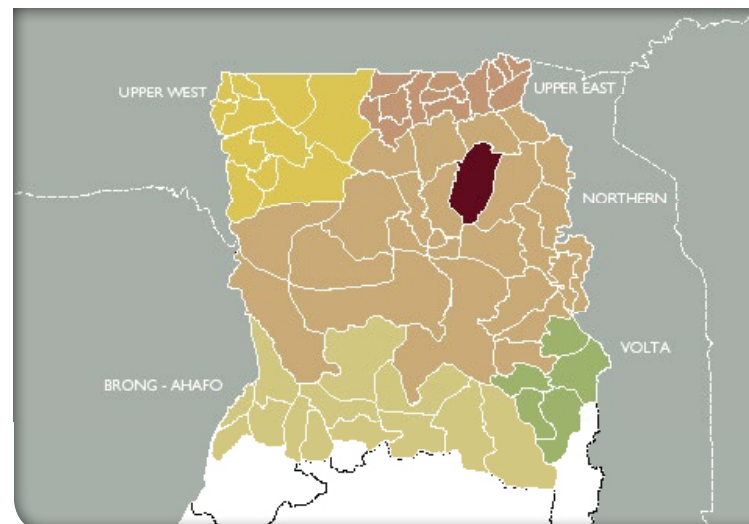 UPPER WEST
UPPER EAST
NORTHERN
VOLTA
BRONG - AHAFO